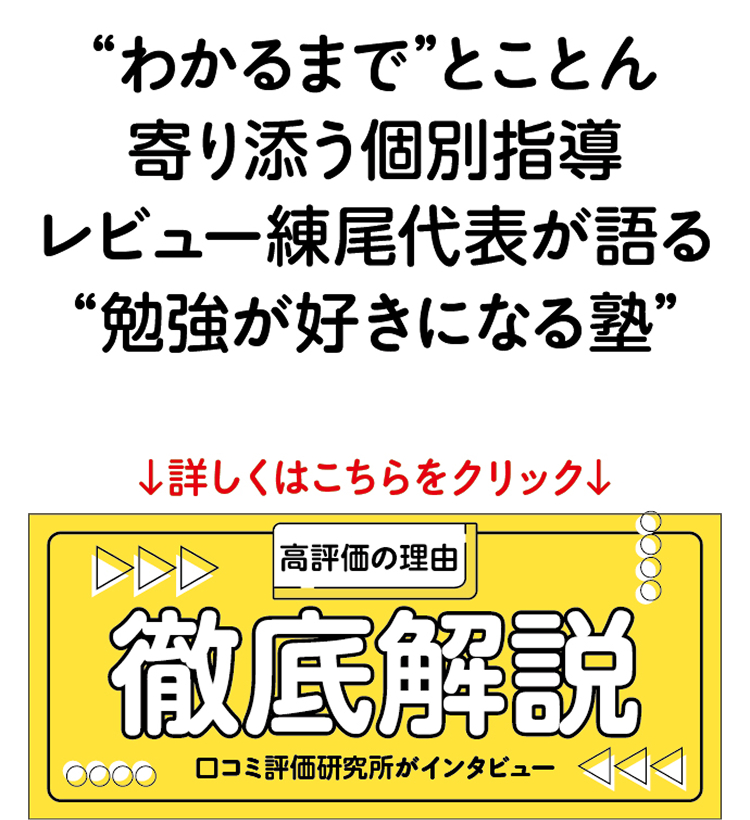 “わかるまで”とことん
寄り添う個別指導
レビュー練尾代表が語る
“勉強が好きになる塾”
↓詳しくはこちらをクリック↓
高評価の理由
徹底解説
口コミ評価研究所がインタビュー